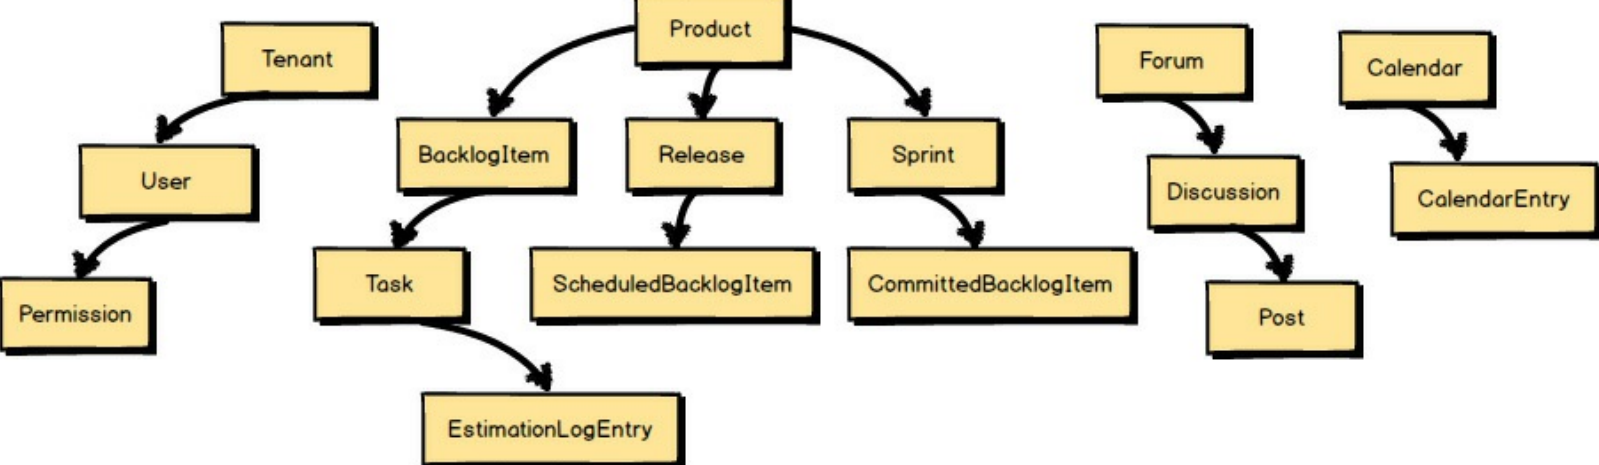 Product
Tenant
Forum
Calendar
BacklogItem
Release
Sprint
User
Discussion
CalendarEntry
Task
ScheduledBacklogItem
CommittedBacklogItem
Permission
Post
EstimationLogEntry